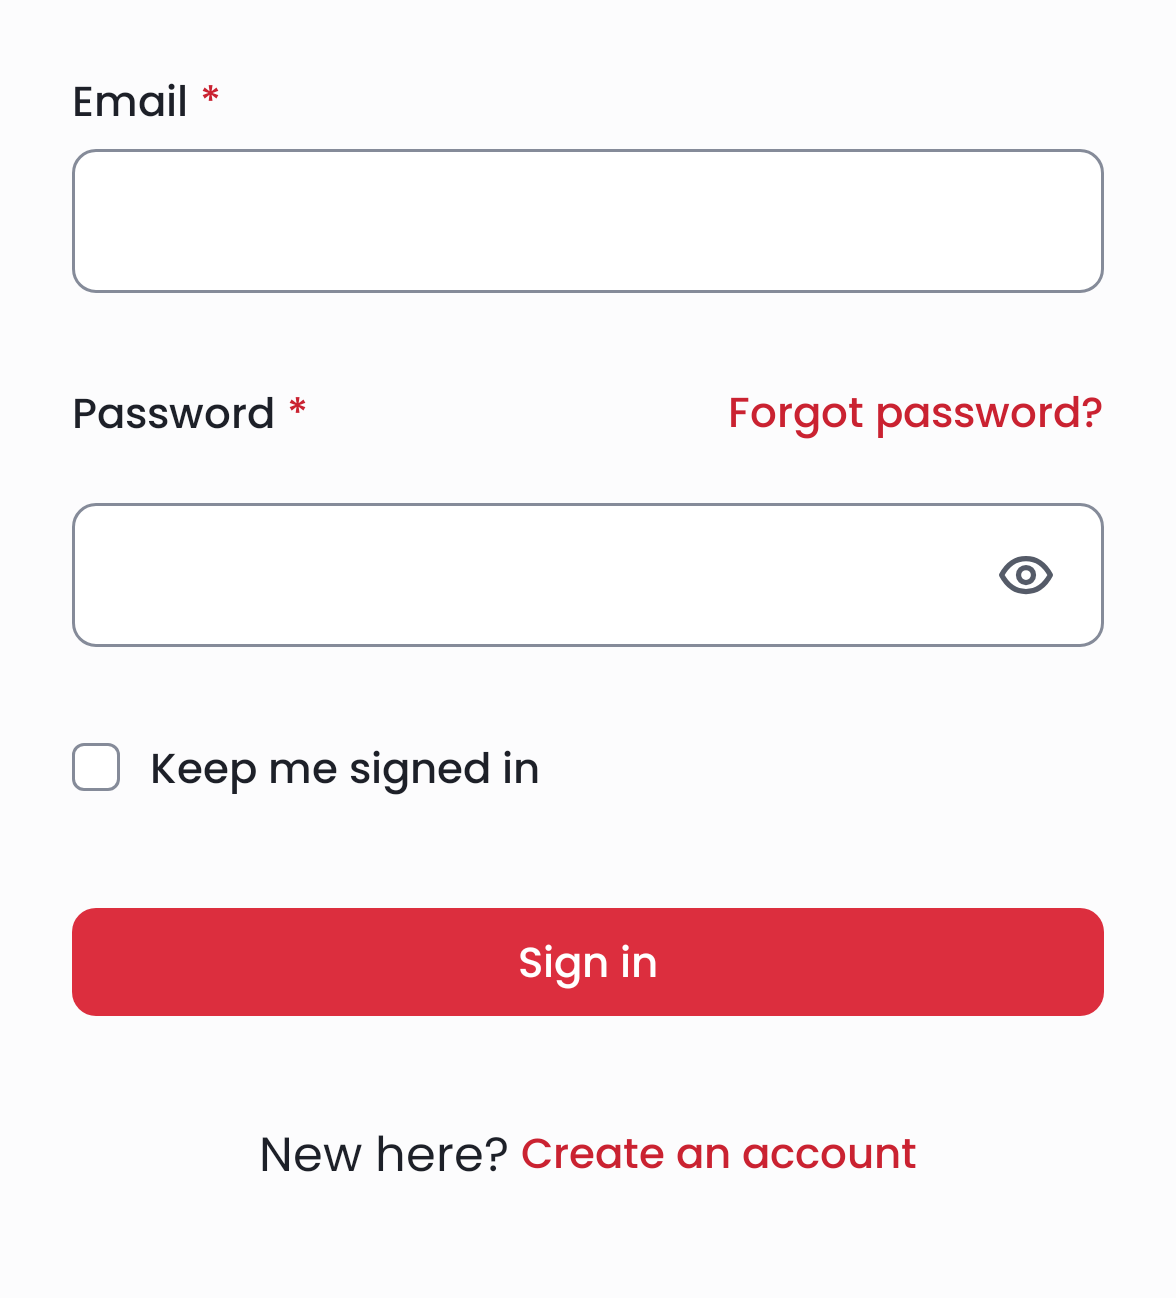 Email *
Password * Forgot password?
Keep me signed in
Sign in
New here? Create an account